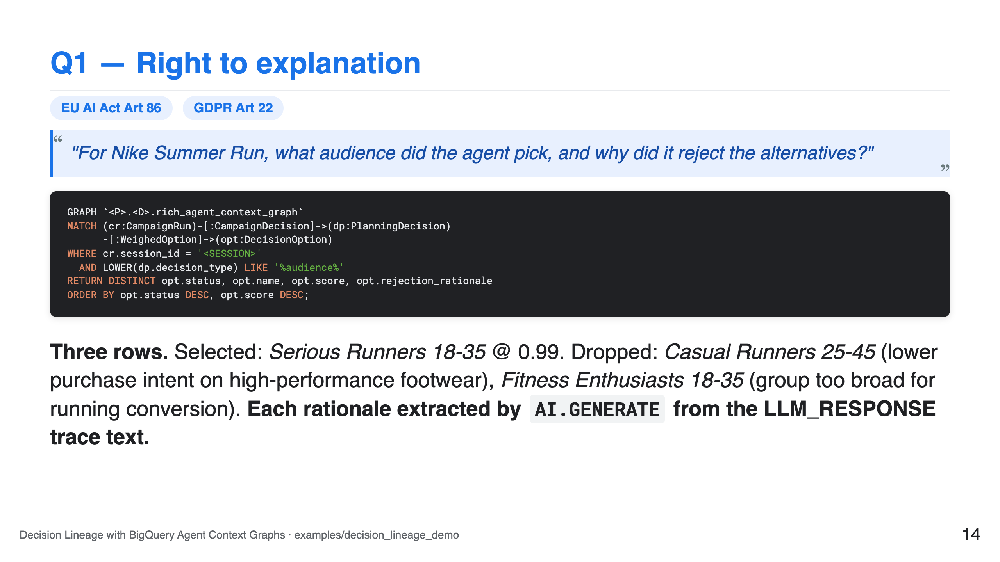 Q1 — Right to explanation
EU AI Act Art 86 GDPR Art 22
“
"For Nike Summer Run, what audience did the agent pick, and why did it reject the alternatives?"
”
GRAPH `<P>.<D>.rich_agent_context_graph`
MATCH (cr:CampaignRun)-[:CampaignDecision]->(dp:PlanningDecision)
      -[:WeighedOption]->(opt:DecisionOption)
WHERE cr.session_id = '<SESSION>'
  AND LOWER(dp.decision_type) LIKE '%audience%'
RETURN DISTINCT opt.status, opt.name, opt.score, opt.rejection_rationale
ORDER BY opt.status DESC, opt.score DESC;
Three rows. Selected: Serious Runners 18-35 @ 0.99. Dropped: Casual Runners 25-45 (lower
purchase intent on high-performance footwear), Fitness Enthusiasts 18-35 (group too broad for
running conversion). Each rationale extracted by AI.GENERATE from the LLM_RESPONSE
trace text.
Decision Lineage with BigQuery Agent Context Graphs · examples/decision_lineage_demo
14